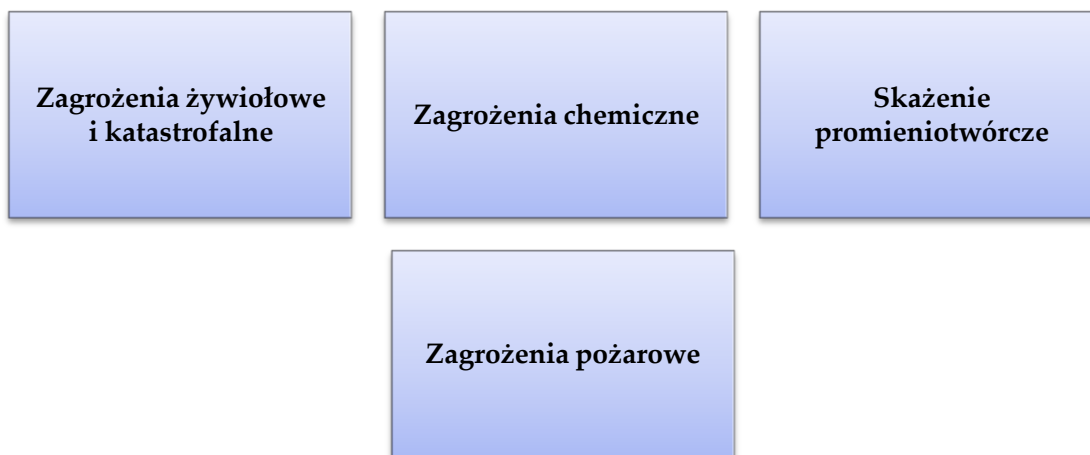 Zagrożenia żywiołowe
i katastrofalne
Zagrożenia chemiczne
Skażenie
promieniotwórcze
Zagrożenia pożarowe